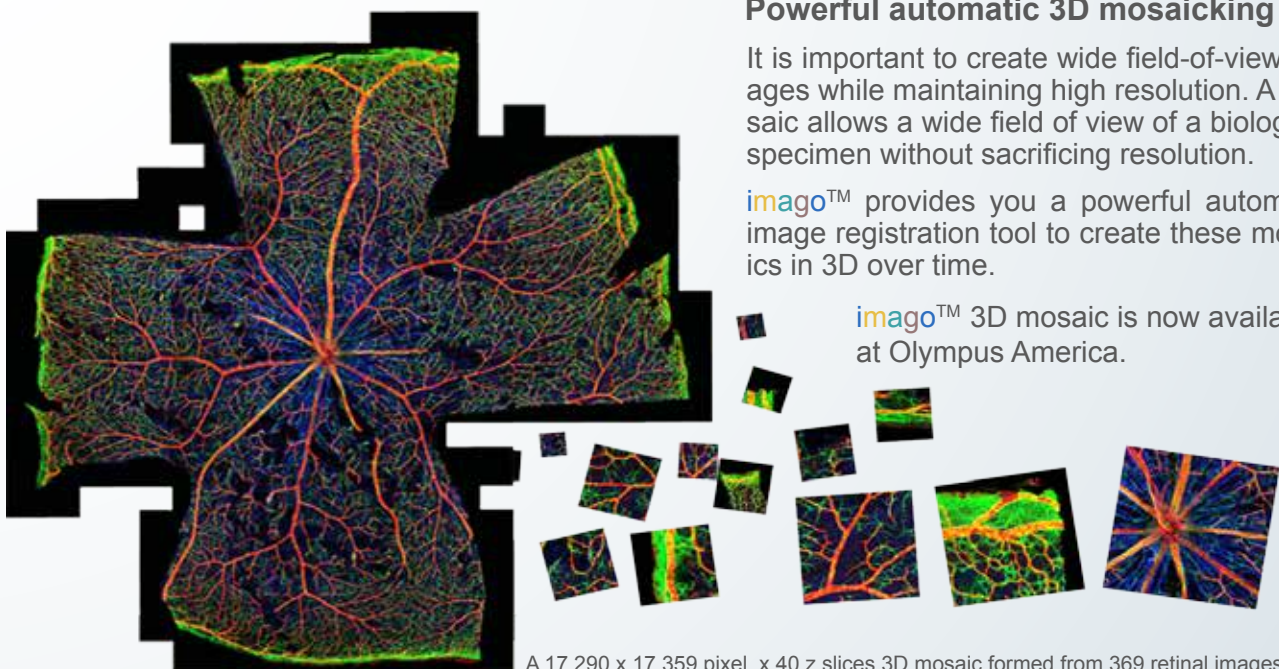 Powerful automatic 3D mosaicking
It is important to create wide field-of-view
ages while maintaining high resolution. A
saic allows a wide field of view of a biolog
specimen without sacrificing resolution.
imago™ provides you a powerful autom
image registration tool to create these mo
ics in 3D over time.
imago™ 3D mosaic is now availa
at Olympus America.
A 17,290 x 17,359 pixel x 40 z slices 3D mosaic formed from 369 retinal images